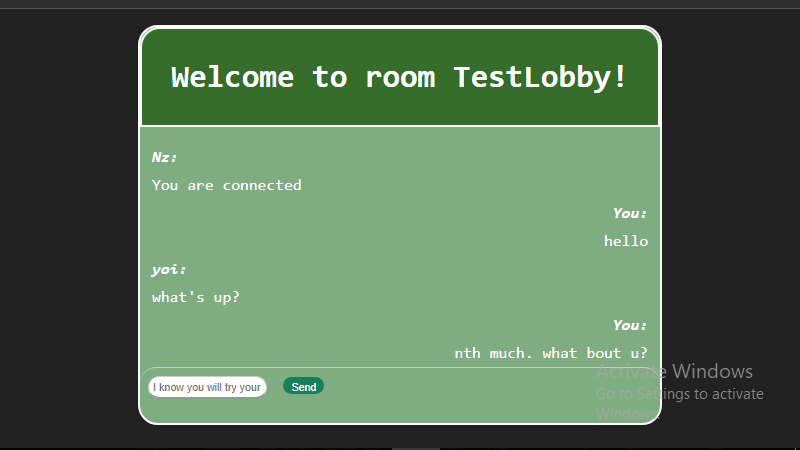 Welcome to room TestLobby!
Nz:
You are connected
You:
hello
yoi:
what's up?
You:
nth much. what bout u?
I know you will try your
Send
Activate Windows
Go to Settings to activate
Windows.